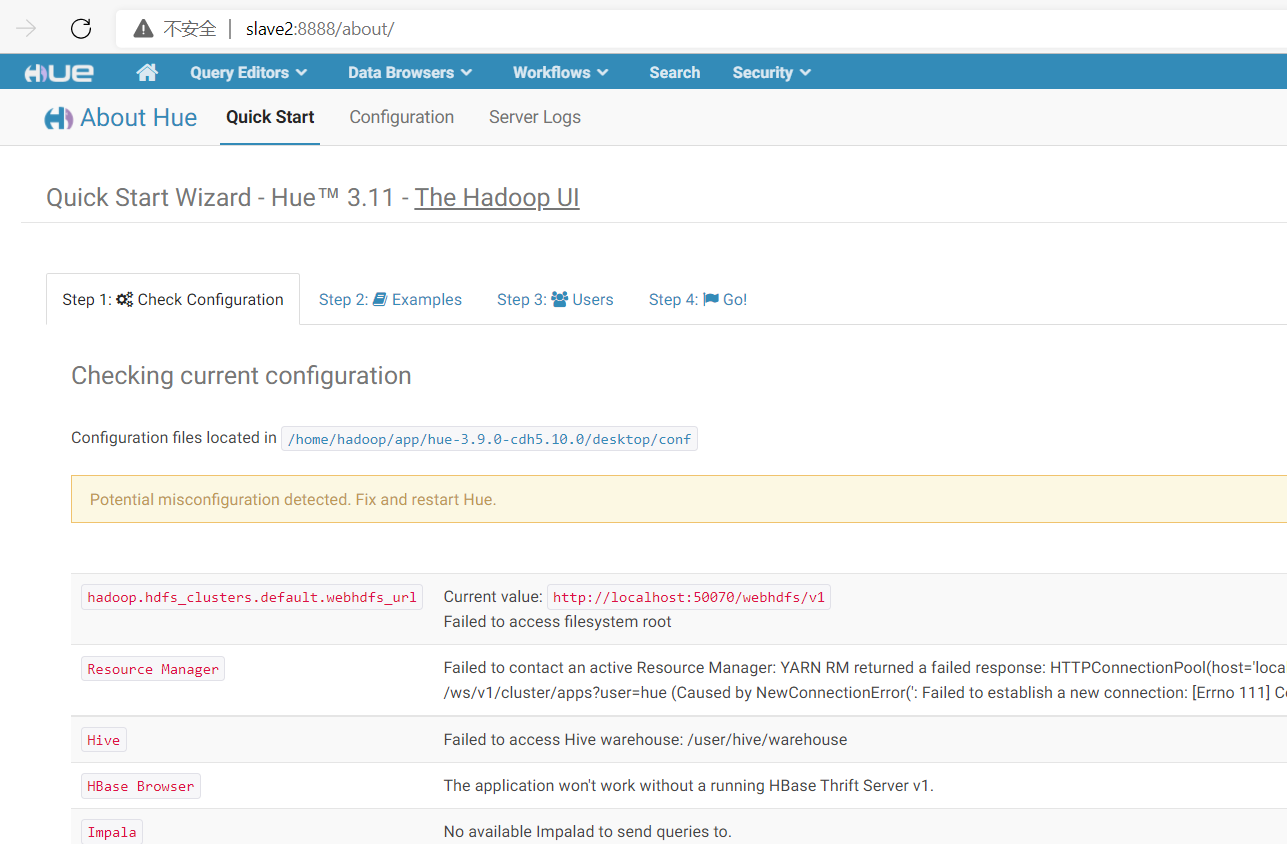 不安全 | slave2:8888/about/
HUE Query Editors Data Browsers Workflows Search Security
About Hue Quick Start Configuration Server Logs
Quick Start Wizard - Hue™ 3.11 - The Hadoop UI
Step 1: Check Configuration Step 2: Examples Step 3: Users Step 4: Go!
Checking current configuration
Configuration files located in /home/hadoop/app/hue-3.9.0-cdh5.10.0/desktop/conf
Potential misconfiguration detected. Fix and restart Hue.
hadoop.hdfs_clusters.default.webhdfs_url Current value: http://localhost:50070/webhdfs/v1
Failed to access filesystem root
Resource Manager Failed to contact an active Resource Manager: YARN RM returned a failed response: HTTPConnectionPool(host='loca
/ws/v1/cluster/apps?user=hue (Caused by NewConnectionError(': Failed to establish a new connection: [Errno 111] C
Hive Failed to access Hive warehouse: /user/hive/warehouse
HBase Browser The application won't work without a running HBase Thrift Server v1.
Impala No available Impalad to send queries to.